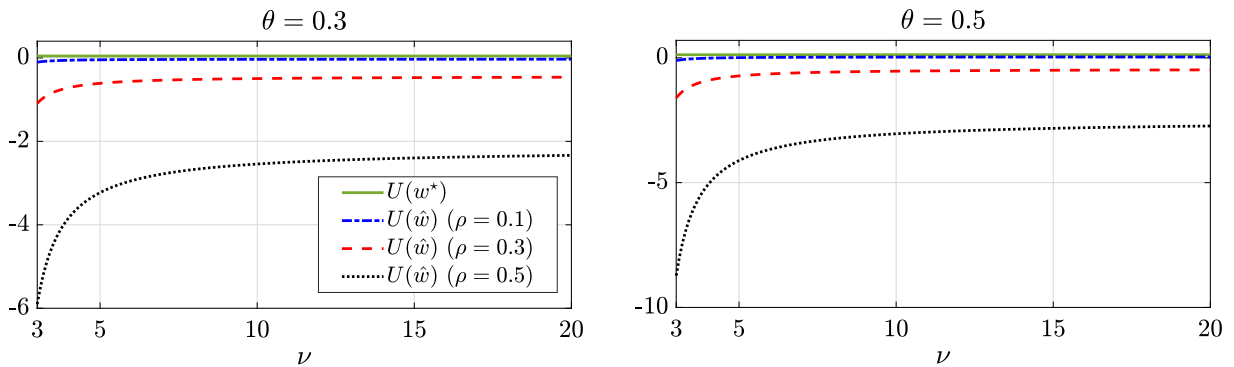 θ = 0.3
0
-2
-4
-6
3 5 10 15 20
ν
U(w⋆)
U(ŵ) (ρ = 0.1)
U(ŵ) (ρ = 0.3)
U(ŵ) (ρ = 0.5)
θ = 0.5
0
-5
-10
3 5 10 15 20
ν